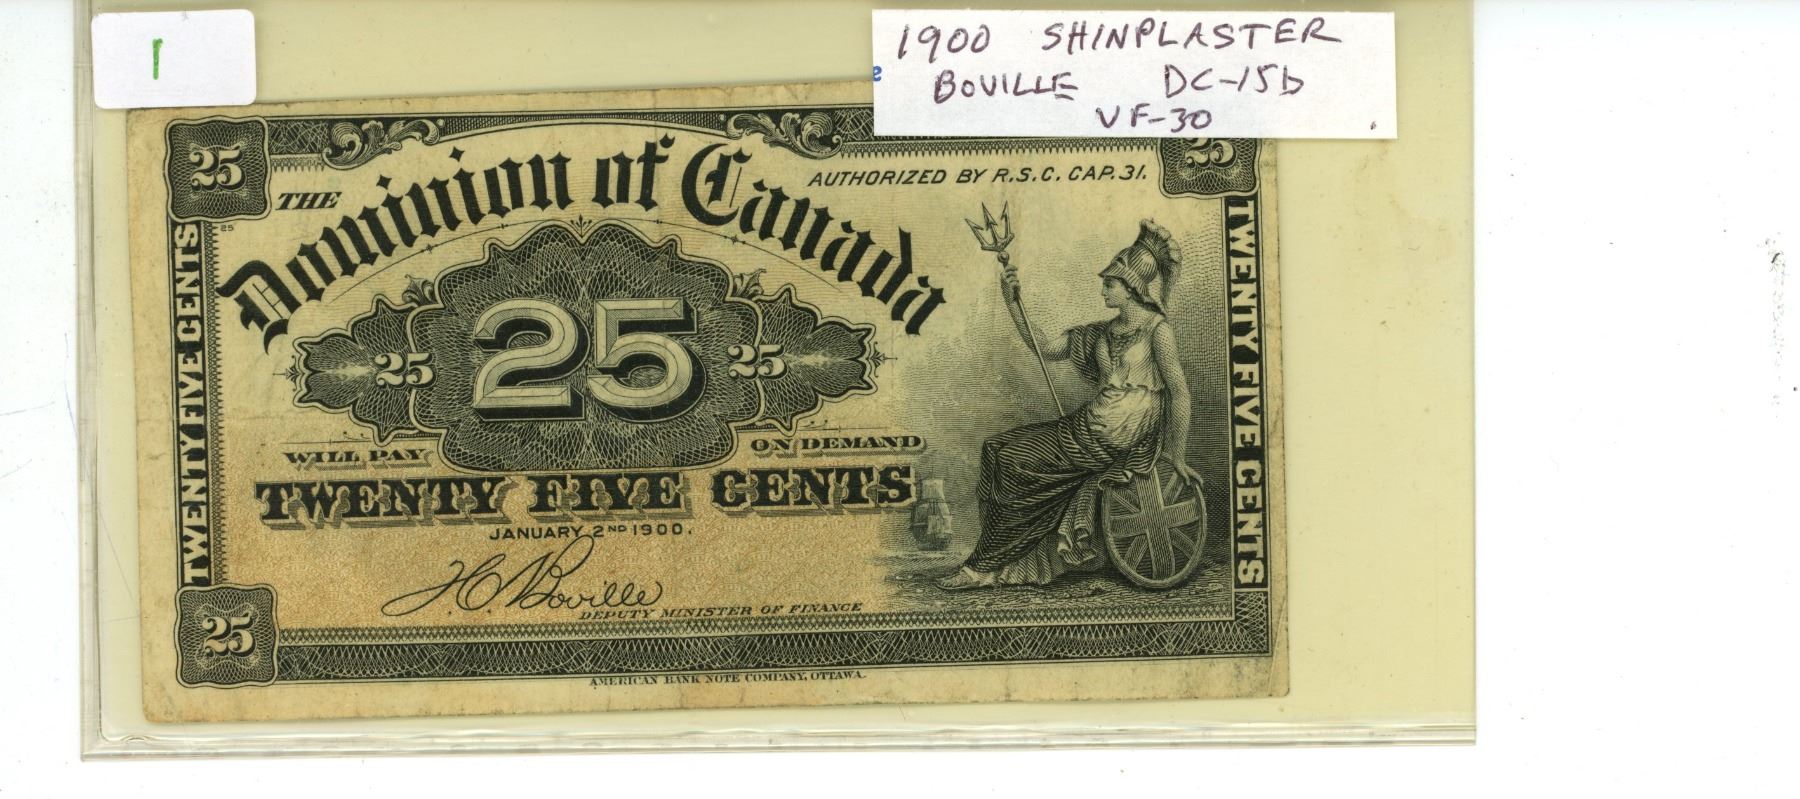 1
1900 SHINPLASTER
e
BOVILLE DC-15b
VF-30
25
25
THE
Dominion of Canada
AUTHORIZED BY R.S.C. CAP. 31.
25
TWENTY FIVE CENTS
TWENTY FIVE CENTS
25
25
25
WILL PAY
ON DEMAND
TWENTY FIVE CENTS
JANUARY 2ND 1900.
H.C. Boville
DEPUTY MINISTER OF FINANCE
25
AMERICAN BANK NOTE COMPANY, OTTAWA.